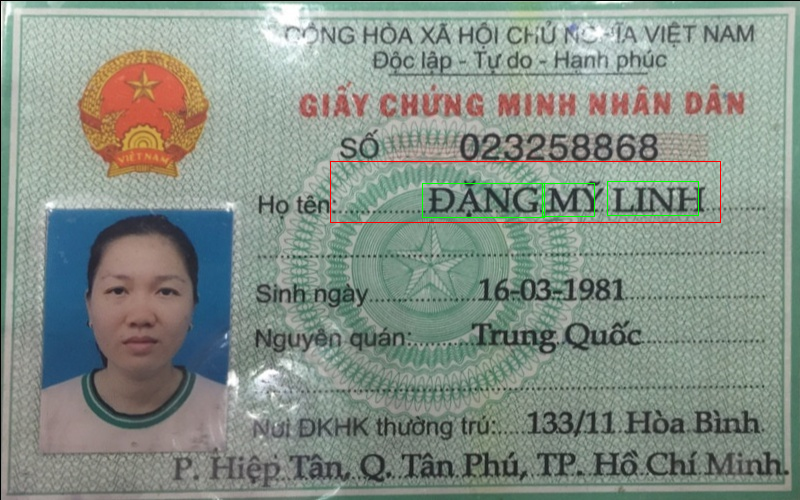 CỘNG HÒA XÃ HỘI CHỦ NGHĨA VIỆT NAM
Độc lập - Tự do - Hạnh phúc
GIẤY CHỨNG MINH NHÂN DÂN
SỐ 023258868
Họ tên: ĐẶNG MỸ LINH
Sinh ngày 16-03-1981
Nguyên quán: Trung Quốc
Nơi ĐKHK thường trú: 133/11 Hòa Bình
P. Hiệp Tân, Q. Tân Phú, TP. Hồ Chí Minh.
VIỆT NAM